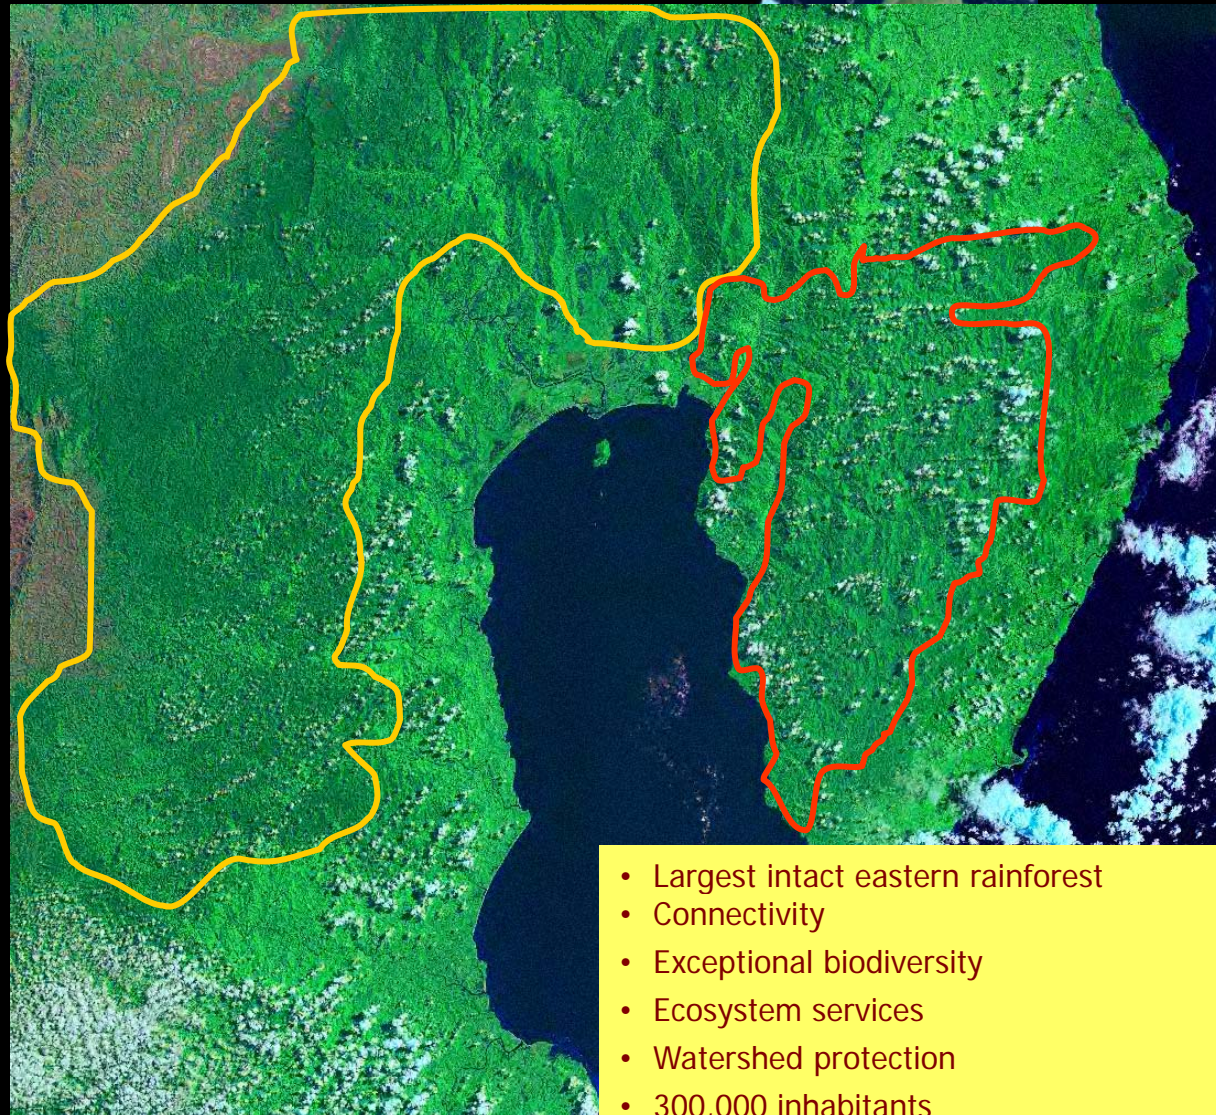 • Largest intact eastern rainforest
• Connectivity
• Exceptional biodiversity
• Ecosystem services
• Watershed protection
• 300,000 inhabitants